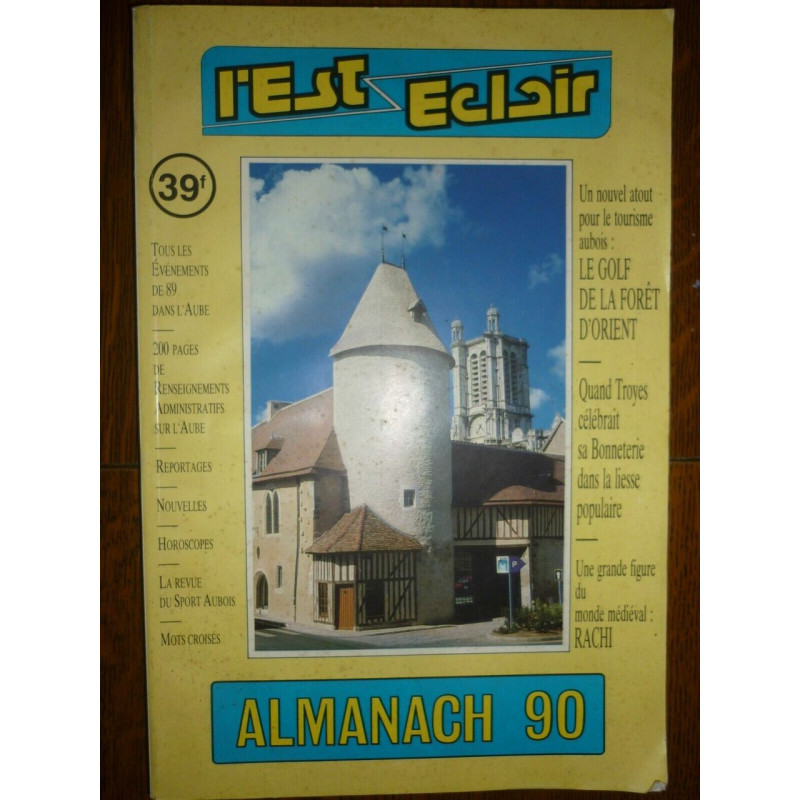 l'Est Eclair
39f
Tous les
Événements
de 89
dans l'Aube
200 pages
de
Renseignements
Administratifs
sur l'Aube
Reportages
Nouvelles
Horoscopes
La revue
du Sport Aubois
Mots croisés
Un nouvel atout
pour le tourisme
aubois :
LE GOLF
DE LA FORÊT
D'ORIENT
Quand Troyes
célébrait
sa Bonneterie
dans la liesse
populaire
Une grande figure
du
monde médiéval :
RACHI
P
ALMANACH 90